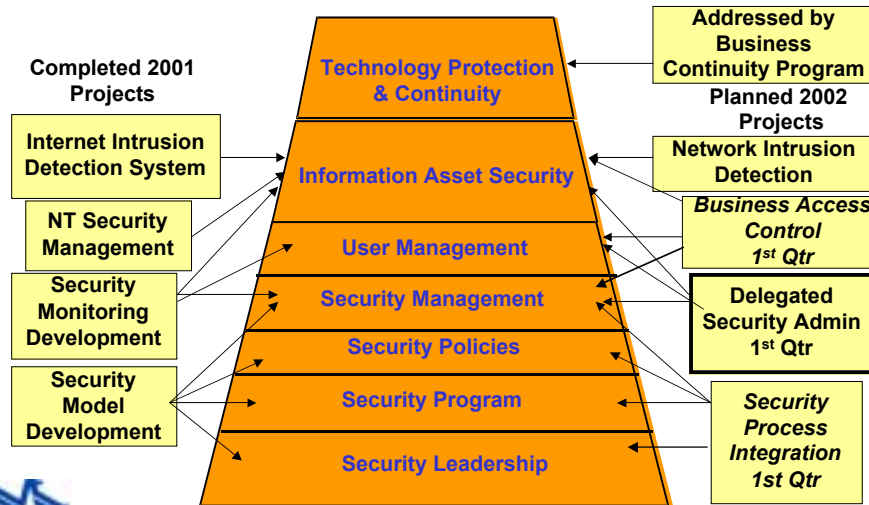 Completed 2001
Projects
Internet Intrusion
Detection System
NT Security
Management
Security
Monitoring
Development
Security
Model
Development
Technology Protection
& Continuity
Information Asset Security
User Management
Security Management
Security Policies
Security Program
Security Leadership
Addressed by
Business
Continuity Program
Planned 2002
Projects
Network Intrusion
Detection
Business Access
Control
1st Qtr
Delegated
Security Admin
1st Qtr
Security
Process
Integration
1st Qtr